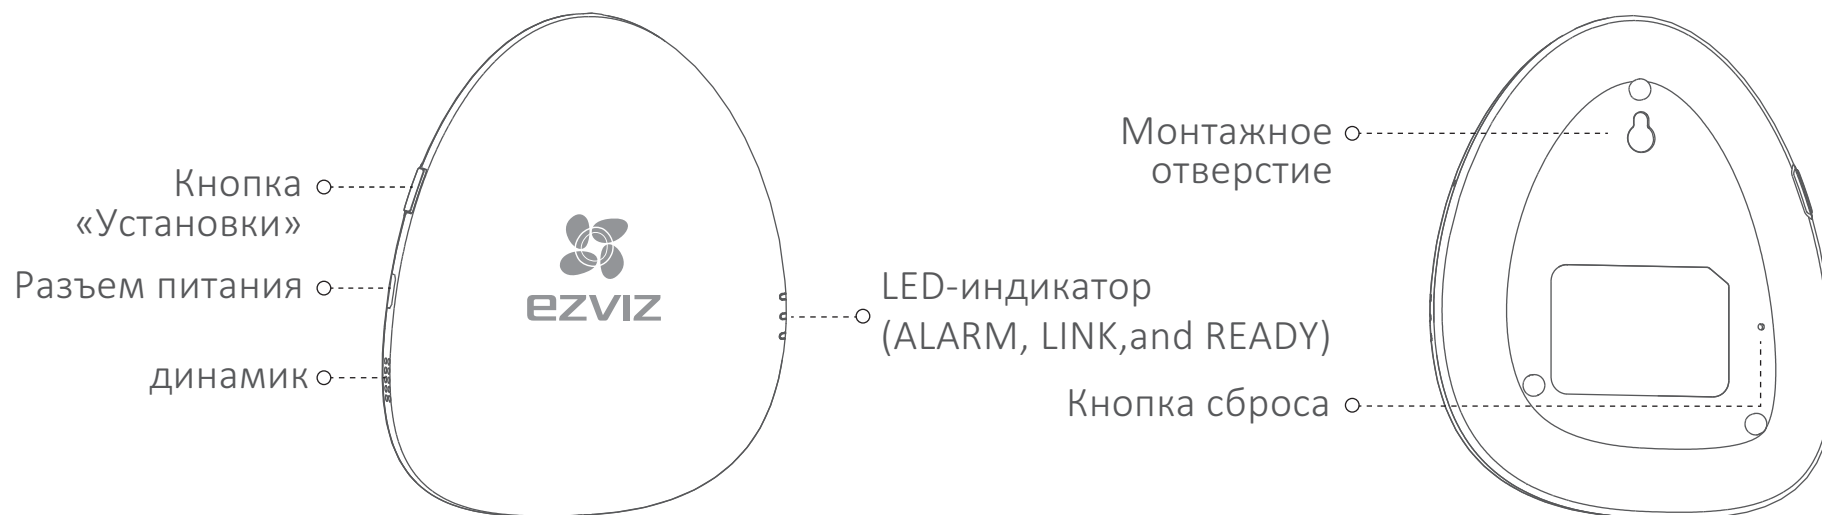 Кнопка
«Установки»
Разъем питания
динамик
ezviz
LED-индикатор
(ALARM, LINK,and READY)
Монтажное
отверстие
Кнопка сброса